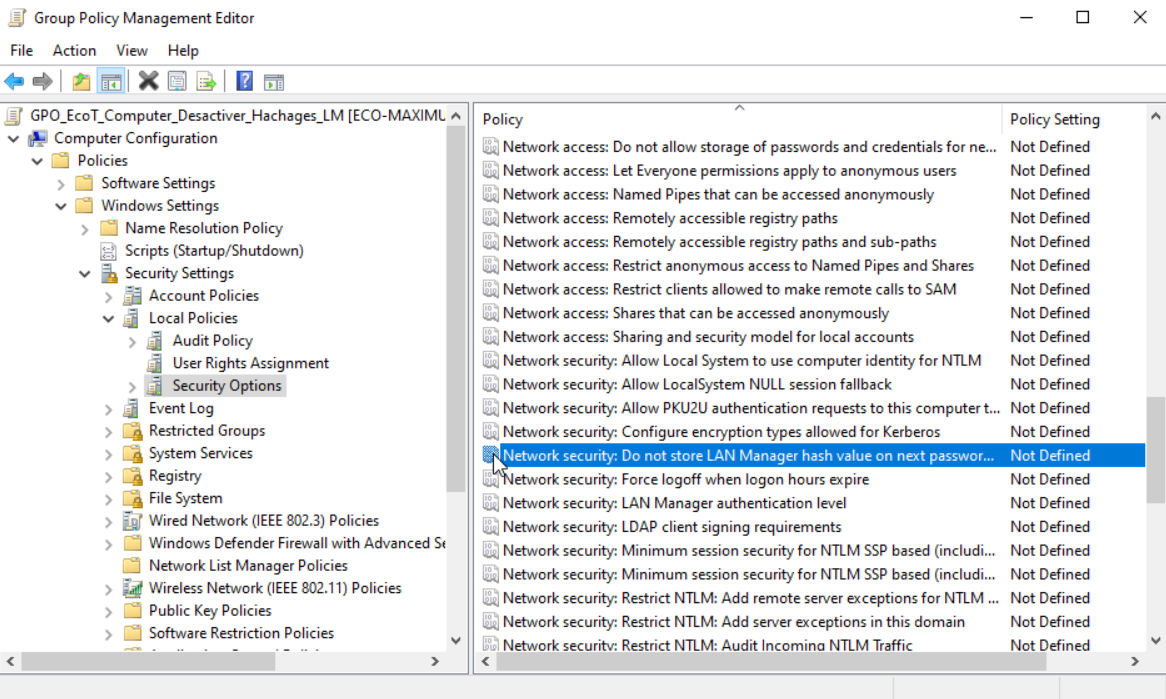 Group Policy Management Editor
File Action View Help
GPO_EcoT_Computer_Desactiver_Hachages_LM [ECO-MAXIMU
Computer Configuration
Policies
Software Settings
Windows Settings
Name Resolution Policy
Scripts (Startup/Shutdown)
Security Settings
Account Policies
Local Policies
Audit Policy
User Rights Assignment
Security Options
Event Log
Restricted Groups
System Services
Registry
File System
Wired Network (IEEE 802.3) Policies
Windows Defender Firewall with Advanced Se
Network List Manager Policies
Wireless Network (IEEE 802.11) Policies
Public Key Policies
Software Restriction Policies
Policy Policy Setting
Network access: Do not allow storage of passwords and credentials for ne... Not Defined
Network access: Let Everyone permissions apply to anonymous users Not Defined
Network access: Named Pipes that can be accessed anonymously Not Defined
Network access: Remotely accessible registry paths Not Defined
Network access: Remotely accessible registry paths and sub-paths Not Defined
Network access: Restrict anonymous access to Named Pipes and Shares Not Defined
Network access: Restrict clients allowed to make remote calls to SAM Not Defined
Network access: Shares that can be accessed anonymously Not Defined
Network access: Sharing and security model for local accounts Not Defined
Network security: Allow Local System to use computer identity for NTLM Not Defined
Network security: Allow LocalSystem NULL session fallback Not Defined
Network security: Allow PKU2U authentication requests to this computer t... Not Defined
Network security: Configure encryption types allowed for Kerberos Not Defined
Network security: Do not store LAN Manager hash value on next passwor... Not Defined
Network security: Force logoff when logon hours expire Not Defined
Network security: LAN Manager authentication level Not Defined
Network security: LDAP client signing requirements Not Defined
Network security: Minimum session security for NTLM SSP based (includi... Not Defined
Network security: Minimum session security for NTLM SSP based (includi... Not Defined
Network security: Restrict NTLM: Add remote server exceptions for NTLM ... Not Defined
Network security: Restrict NTLM: Add server exceptions in this domain Not Defined
Network security: Restrict NTLM: Audit Incoming NTLM Traffic Not Defined